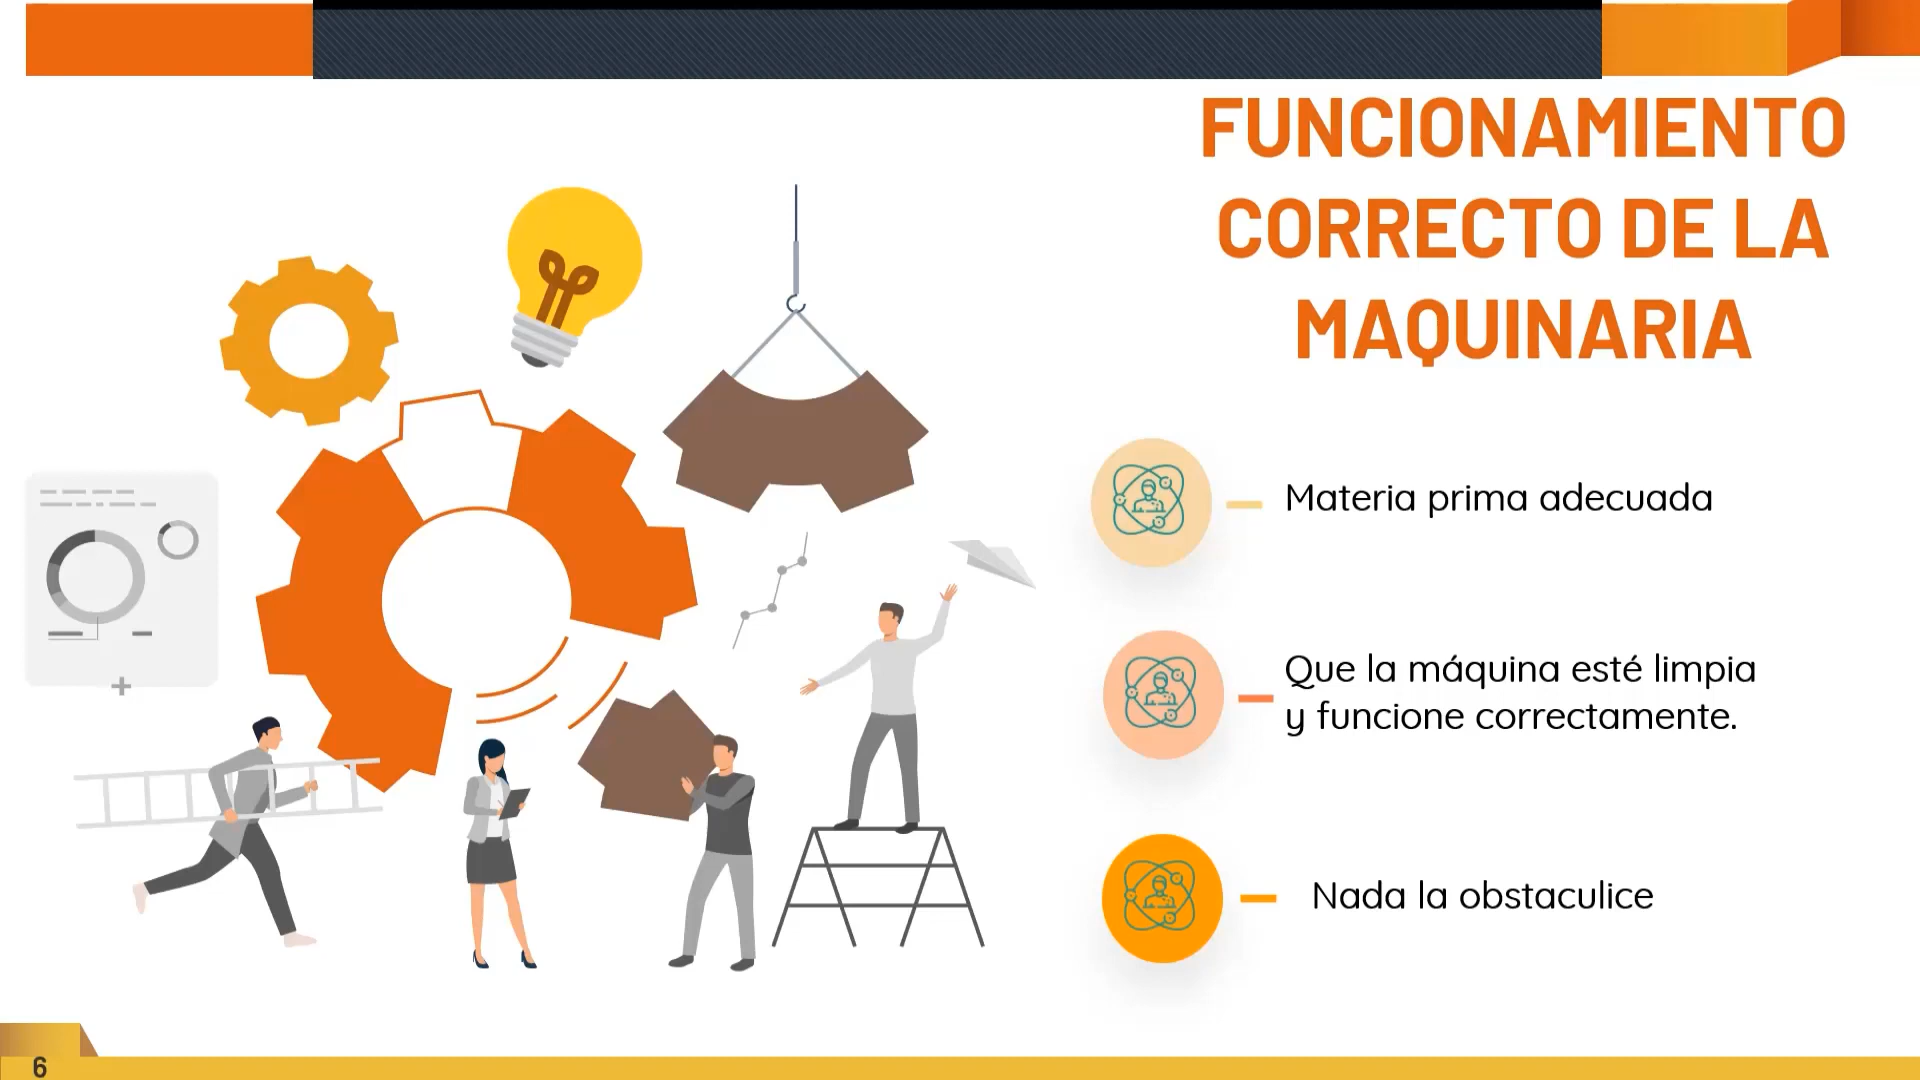 FUNCIONAMIENTO
CORRECTO DE LA
MAQUINARIA
Materia prima adecuada
Que la máquina esté limpia
y funcione correctamente.
Nada la obstaculice
6